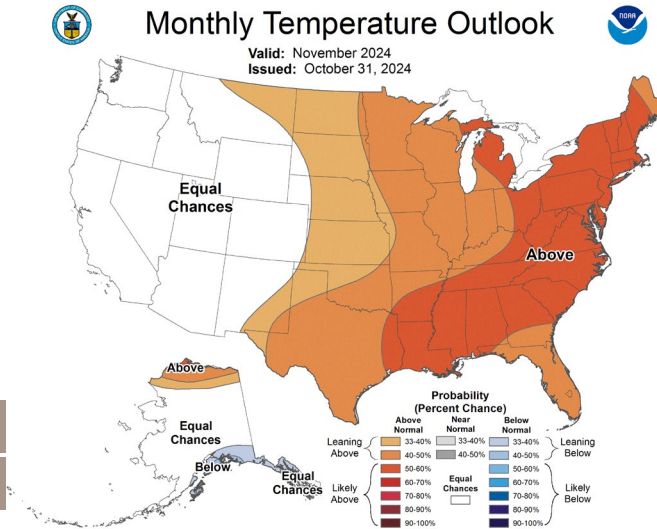 Monthly Temperature Outlook
NOAA
Valid: November 2024
Issued: October 31, 2024
Equal
Chances
Above
Above
Equal
Chances
Below
Equal
Chances
Probability
(Percent Chance)
Above
Normal
Near
Normal
Below
Normal
Leaning
Above
33-40%
33-40%
33-40%
Leaning
Below
40-50%
40-50%
40-50%
Likely
Above
50-60%
60-70%
70-80%
80-90%
90-100%
Equal
Chances
50-60%
60-70%
70-80%
80-90%
90-100%
Likely
Below